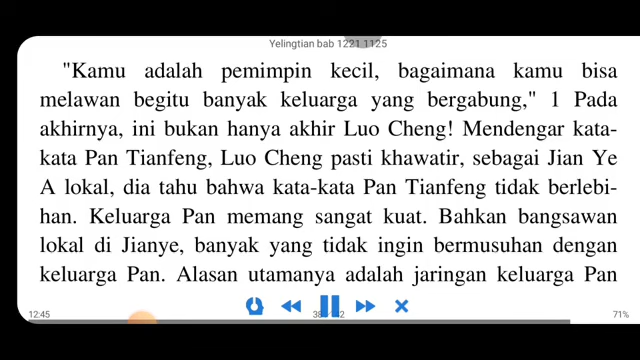 Yelingtian bab 1221 1125
"Kamu adalah pemimpin kecil, bagaimana kamu bisa
melawan begitu banyak keluarga yang bergabung," 1 Pada
akhirnya, ini bukan hanya akhir Luo Cheng! Mendengar kata-
kata Pan Tianfeng, Luo Cheng pasti khawatir, sebagai Jian Ye
A lokal, dia tahu bahwa kata-kata Pan Tianfeng tidak berlebi-
han. Keluarga Pan memang sangat kuat. Bahkan bangsawan
lokal di Jianye, banyak yang tidak ingin bermusuhan dengan
keluarga Pan. Alasan utamanya adalah jaringan keluarga Pan
12:45
71%